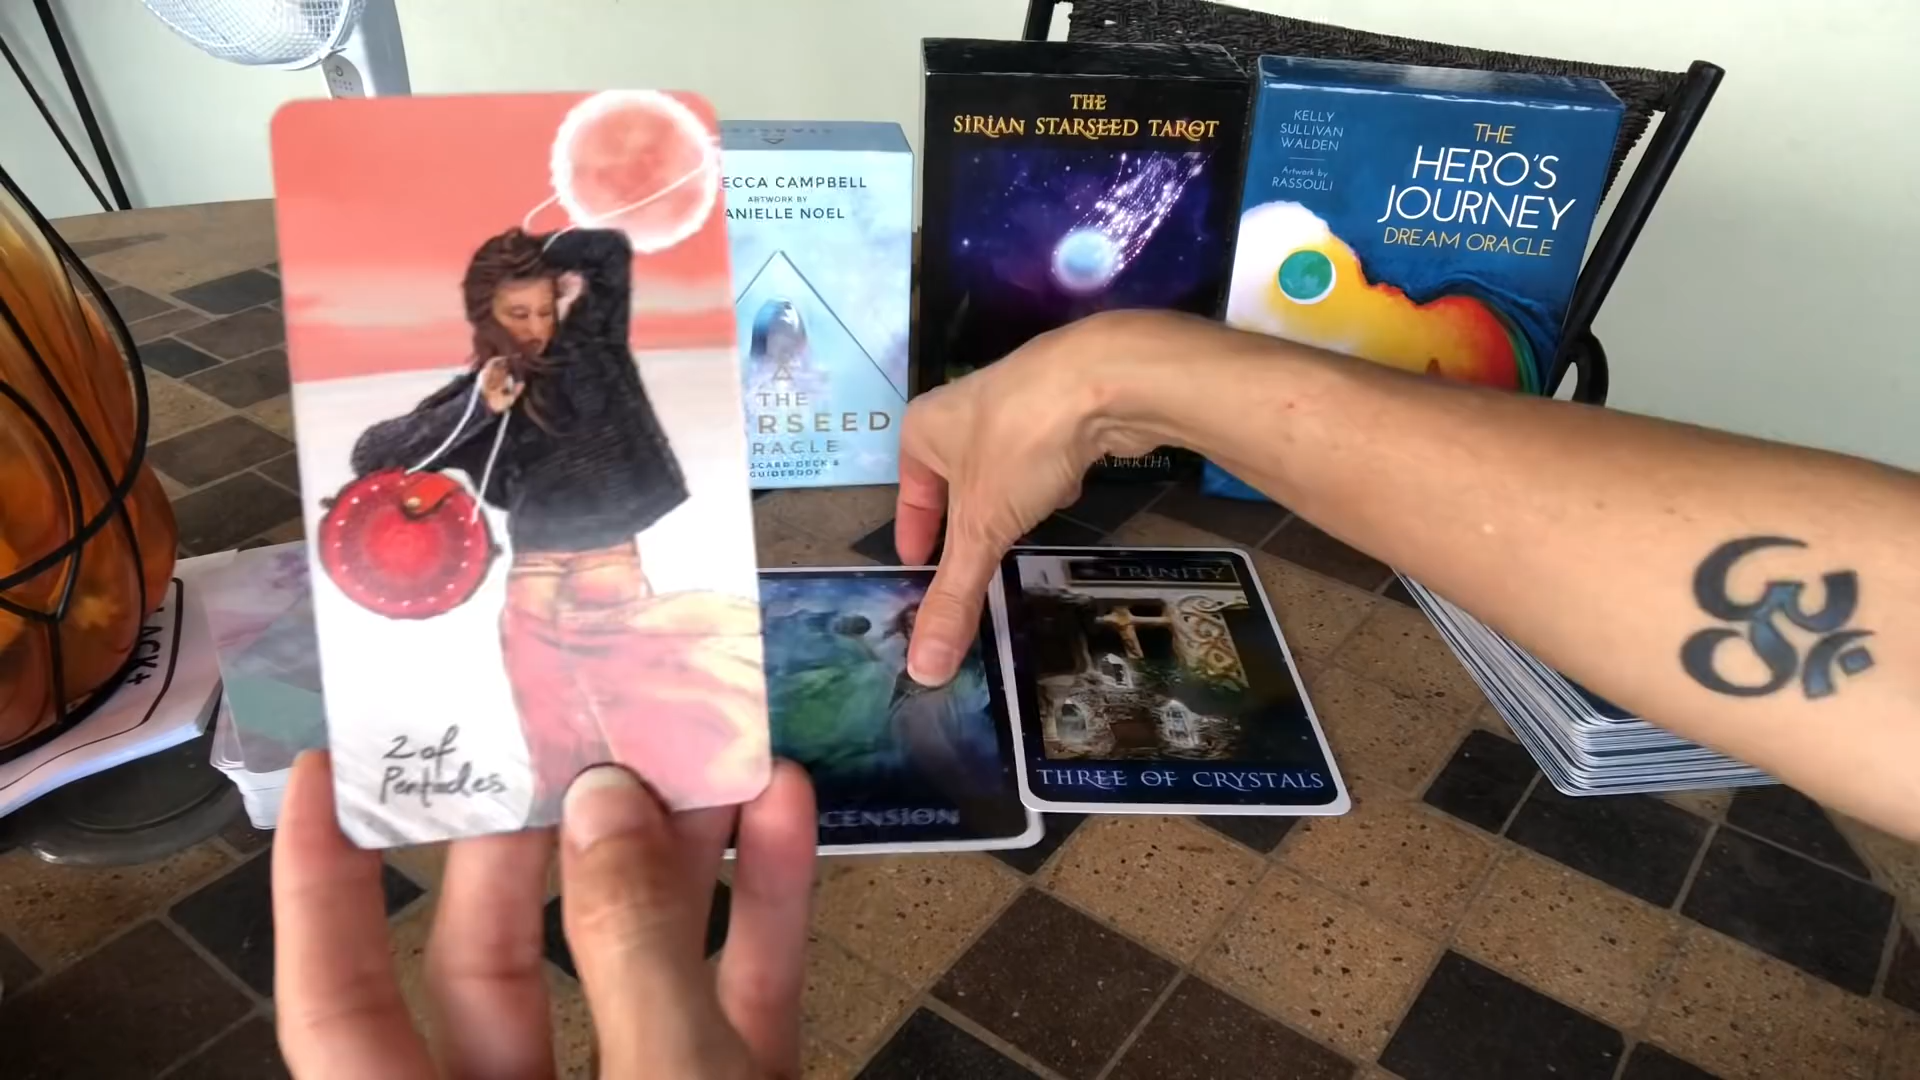 2 of
Pentacles
ECCA CAMPBELL
ARTWORK BY
ANIELLE NOEL
THE
RSEED
RACLE
CARD DECK &
GUIDEBOOK
THE
SIRIAN STARSEED TAROT
KELLY
SULLIVAN
WALDEN
Artwork by
RASSOULI
THE
HERO'S
JOURNEY
DREAM ORACLE
CENSION
TRINITY
THREE OF CRYSTALS